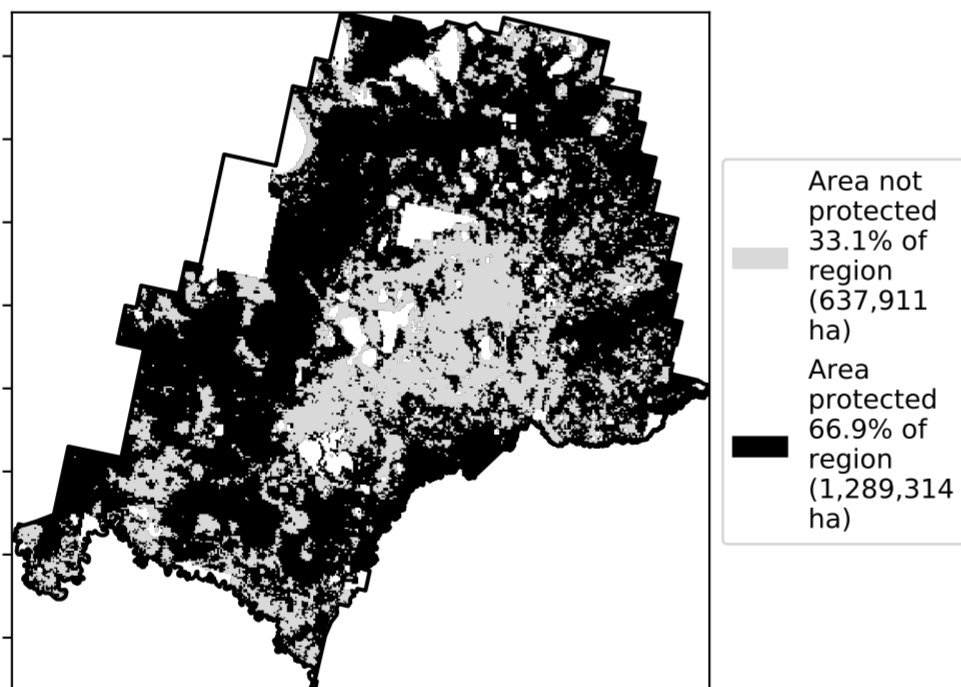 Area not
protected
33.1% of
region
(637,911
ha)
Area
protected
66.9% of
region
(1,289,314
ha)